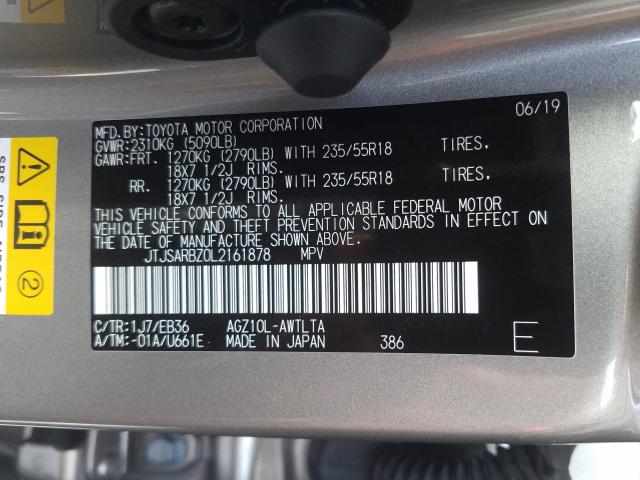 MFD.BY:TOYOTA MOTOR CORPORATION 06/19
GVWR:2310KG (5090LB)
GAWR:FRT. 1270KG (2790LB) WITH 235/55R18 TIRES.
18X7 1/2J RIMS.
RR. 1270KG (2790LB) WITH 235/55R18 TIRES.
18X7 1/2J RIMS.
THIS VEHICLE CONFORMS TO ALL APPLICABLE FEDERAL MOTOR
VEHICLE SAFETY AND THEFT PREVENTION STANDARDS IN EFFECT ON
THE DATE OF MANUFACTURE SHOWN ABOVE.
JTJSARBZ0L2161878 MPV
C/TR:1J7/EB36 AGZ10L-AWTLTA
A/TM:-01A/U661E MADE IN JAPAN 386 E
2